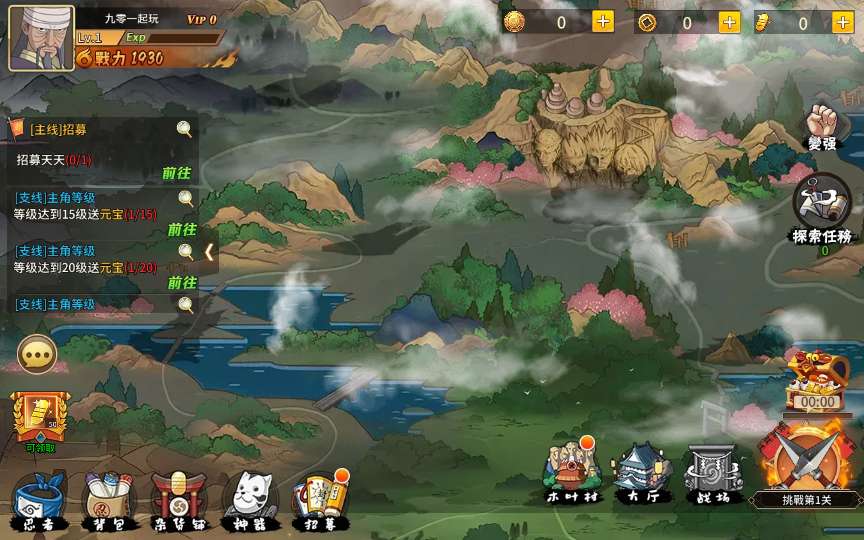 九零一起玩 VIP 0
Lv.1 Exp
戰力 1930
0
0
0
[主线]招募
招募天天(0/1)
前往
[支线]主角等级
等级达到15级送元宝(1/15)
前往
[支线]主角等级
等级达到20级送元宝(1/20)
前往
[支线]主角等级
變强
探索任務
0
50
可领取
00:00
忍者
背包
杂货铺
神器
招募
木叶村
大厅
战场
挑戰第1关